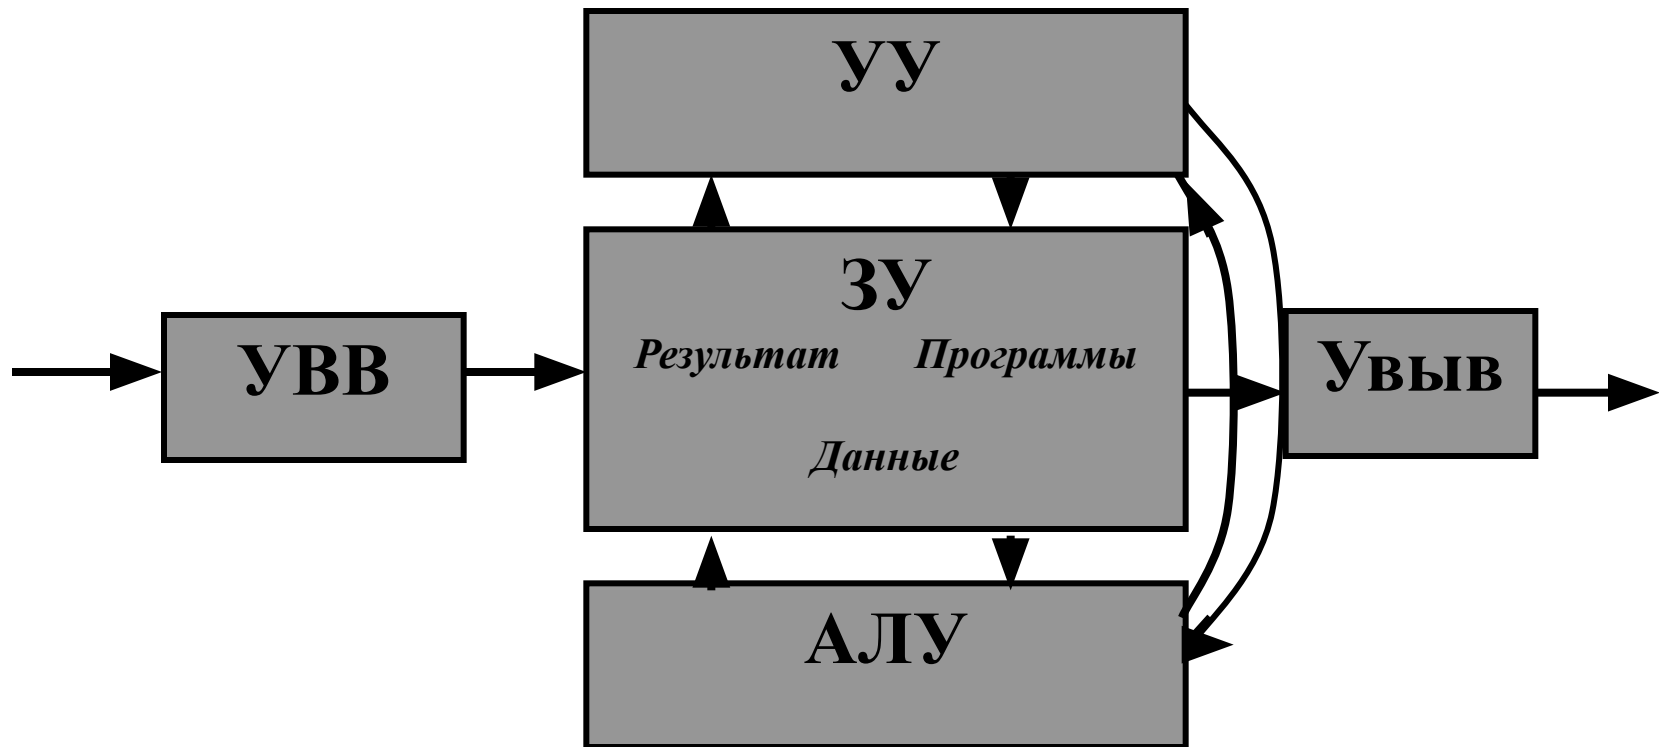 УУ
ЗУ
Результат Программы
УВВ
Увыв
Данные
АЛУ